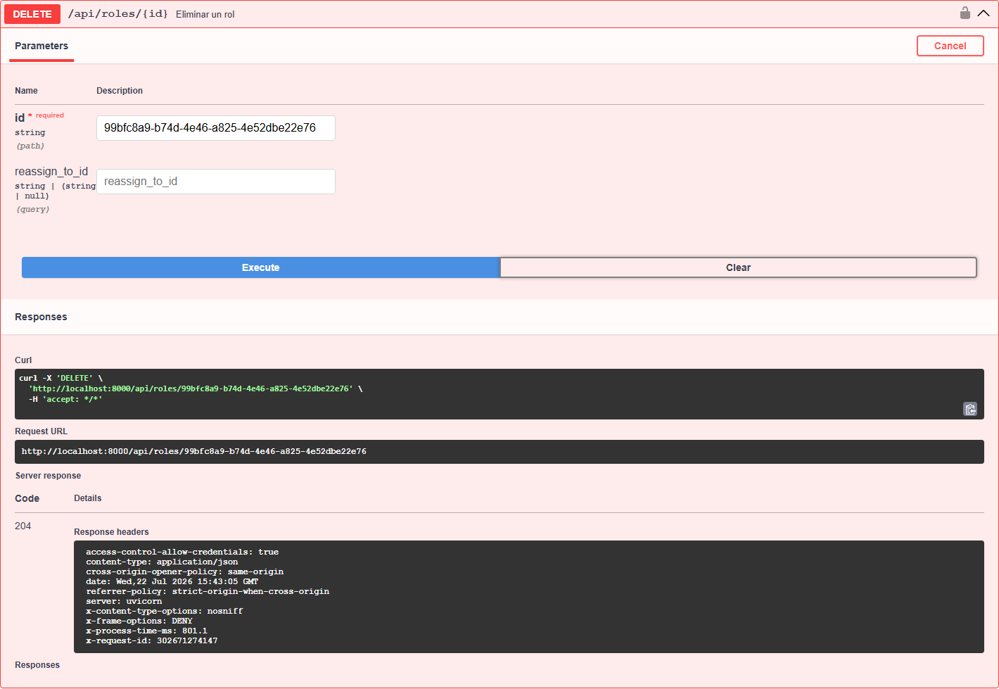 DELETE /api/roles/{id} Eliminar un rol
Parameters
Cancel
Name Description
id * required
string
(path)
99bfc8a9-b74d-4e46-a825-4e52dbe22e76
reassign_to_id
string | (string
| null)
(query)
reassign_to_id
Execute
Clear
Responses
Curl
curl -X 'DELETE' \
'http://localhost:8000/api/roles/99bfc8a9-b74d-4e46-a825-4e52dbe22e76' \
-H 'accept: */*'
Request URL
http://localhost:8000/api/roles/99bfc8a9-b74d-4e46-a825-4e52dbe22e76
Server response
Code Details
204
Response headers
access-control-allow-credentials: true
content-type: application/json
cross-origin-opener-policy: same-origin
date: Wed,22 Jul 2026 15:43:05 GMT
referrer-policy: strict-origin-when-cross-origin
server: uvicorn
x-content-type-options: nosniff
x-frame-options: DENY
x-process-time-ms: 801.1
x-request-id: 302671274147
Responses